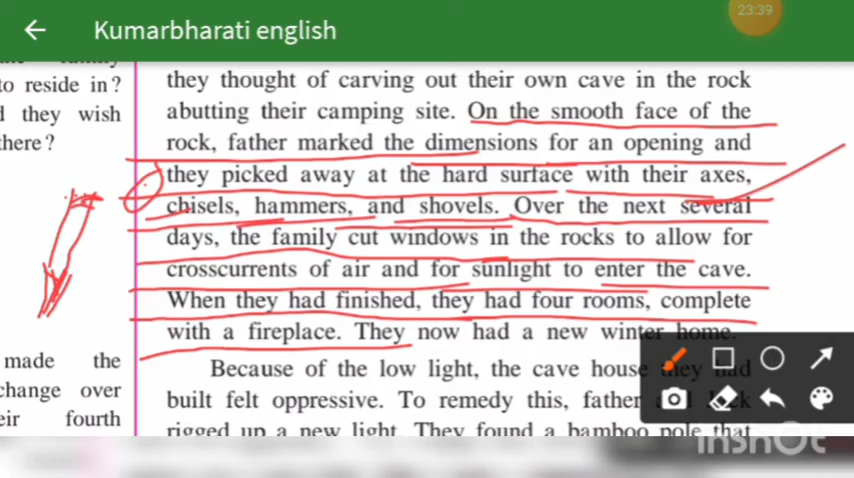 23:39
Kumarbharati english
to reside in?
they wish
there?
made the
change over
eir fourth
they thought of carving out their own cave in the rock
abutting their camping site. On the smooth face of the
rock, father marked the dimensions for an opening and
they picked away at the hard surface with their axes,
chisels, hammers, and shovels. Over the next several
days, the family cut windows in the rocks to allow for
crosscurrents of air and for sunlight to enter the cave.
When they had finished, they had four rooms, complete
with a fireplace. They now had a new winter home.
Because of the low light, the cave house they had
built felt oppressive. To remedy this, father
rigged up a new light. They found a bamboo pole that
InShOt